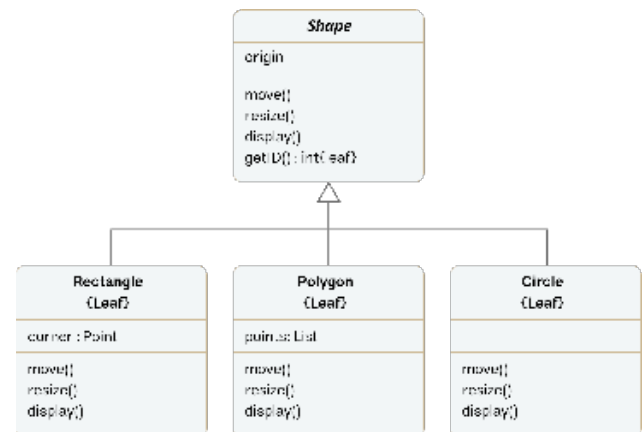 Shape
origin
move()
resize()
display()
getID() : int{Leaf}
Rectangle
{Leaf}
corner : Point
move()
resize()
display()
Polygon
{Leaf}
points: List
move()
resize()
display()
Circle
{Leaf}
move()
resize()
display()